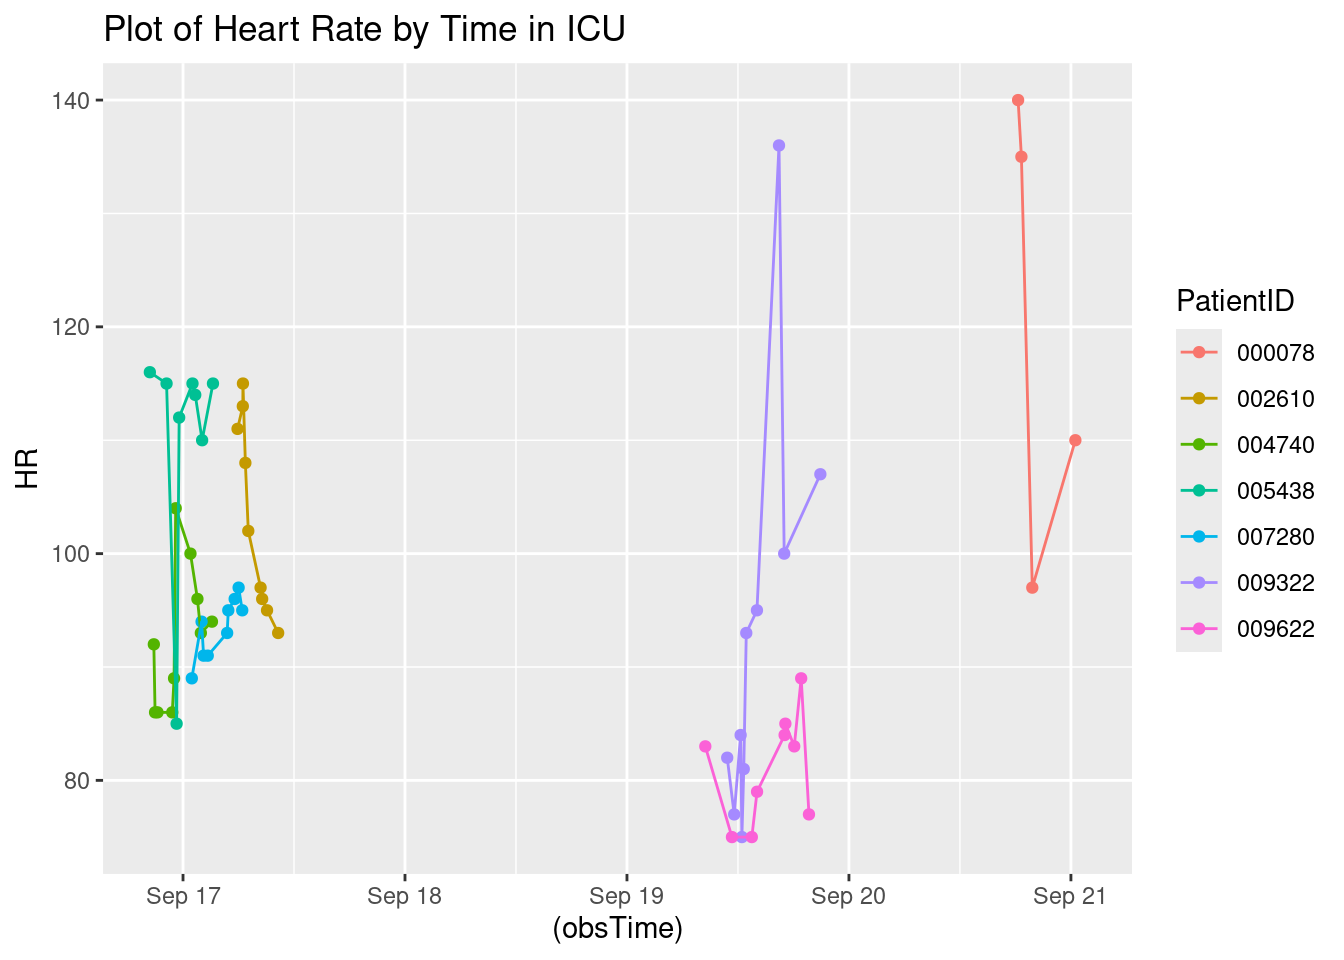 Plot of Heart Rate by Time in ICU
140
120
100
80
HR
Sep 17 Sep 18 Sep 19 Sep 20 Sep 21
(obsTime)
PatientID
000078
002610
004740
005438
007280
009322
009622